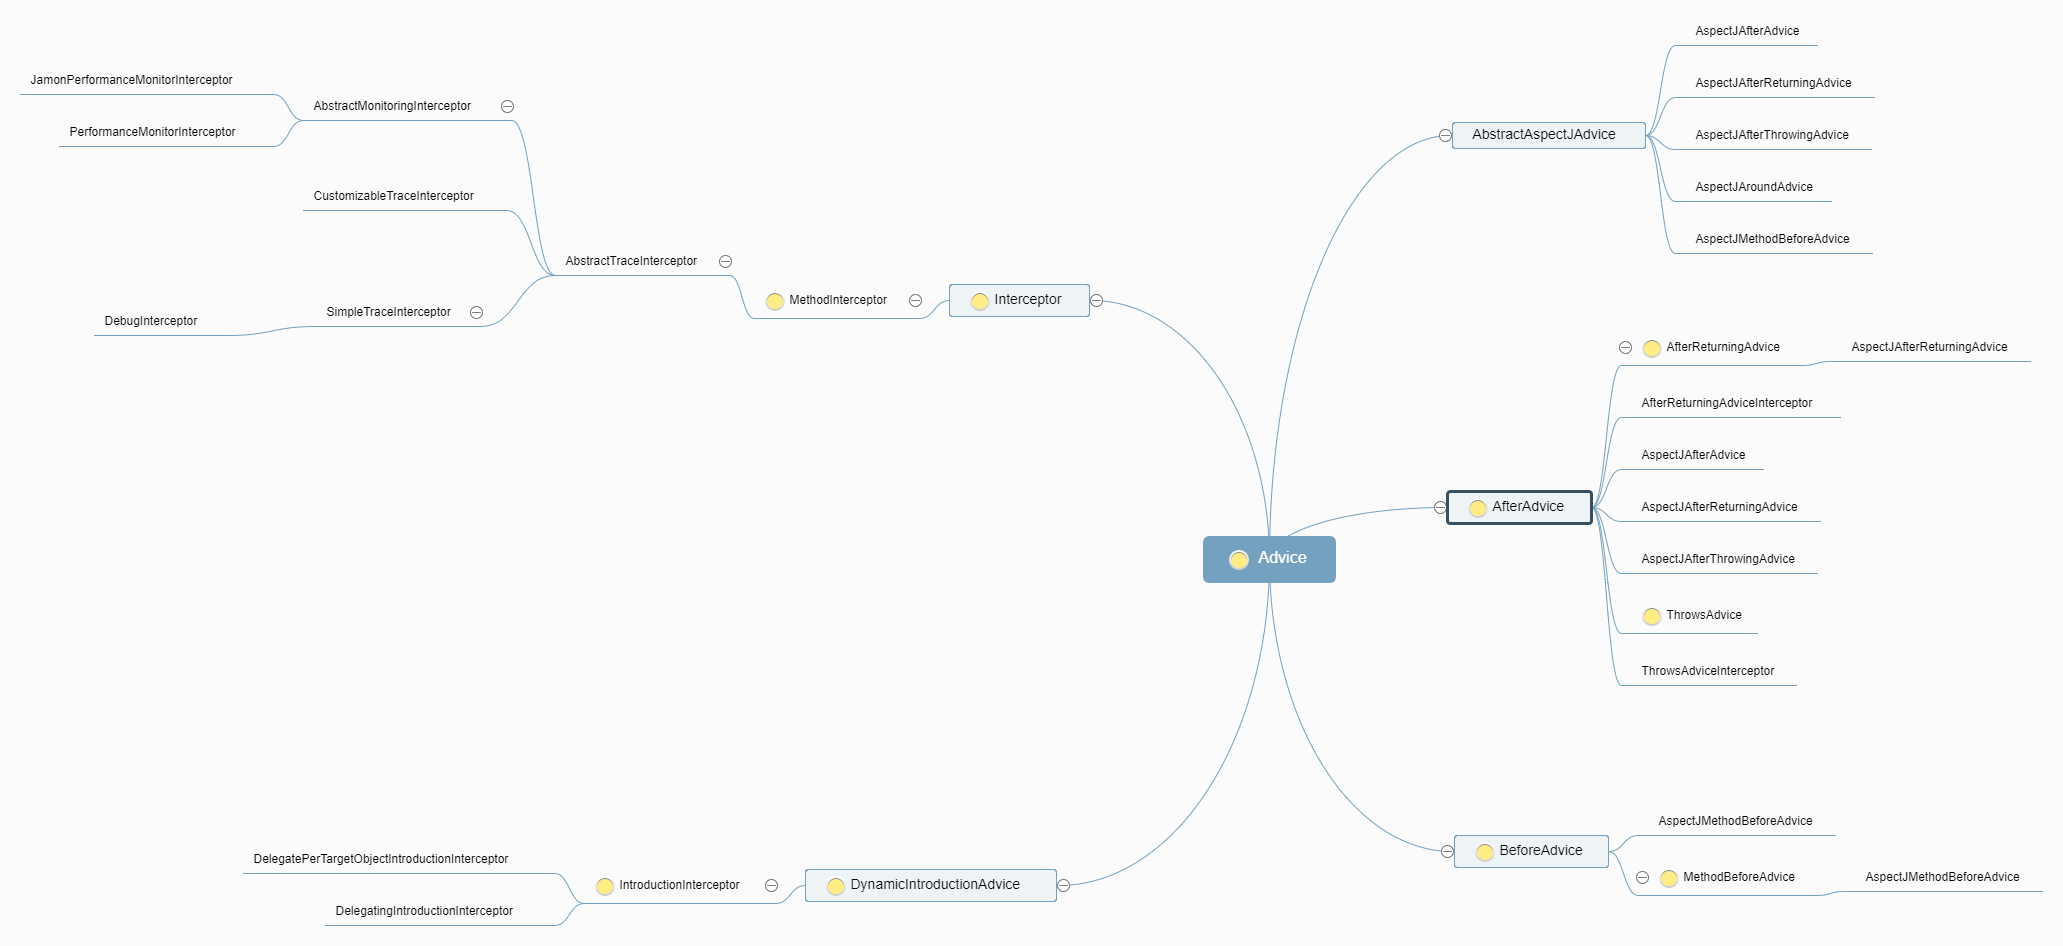 Advice
AbstractAspectJAdvice
AspectJAfterAdvice
AspectJAfterReturningAdvice
AspectJAfterThrowingAdvice
AspectJAroundAdvice
AspectJMethodBeforeAdvice
AfterAdvice
AfterReturningAdvice
AspectJAfterReturningAdvice
AfterReturningAdviceInterceptor
AspectJAfterAdvice
AspectJAfterReturningAdvice
AspectJAfterThrowingAdvice
ThrowsAdvice
ThrowsAdviceInterceptor
BeforeAdvice
AspectJMethodBeforeAdvice
MethodBeforeAdvice
AspectJMethodBeforeAdvice
Interceptor
MethodInterceptor
AbstractTraceInterceptor
AbstractMonitoringInterceptor
JamonPerformanceMonitorInterceptor
PerformanceMonitorInterceptor
CustomizableTraceInterceptor
SimpleTraceInterceptor
DebugInterceptor
DynamicIntroductionAdvice
IntroductionInterceptor
DelegatePerTargetObjectIntroductionInterceptor
DelegatingIntroductionInterceptor